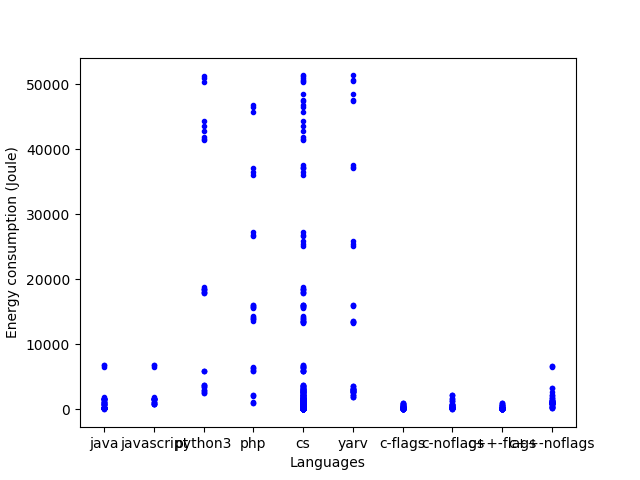 50000
40000
30000
20000
10000
0
Energy consumption (Joule)
java javascript python3 php cs yarv c-flags c-noflags c++-flags c++-noflags
Languages